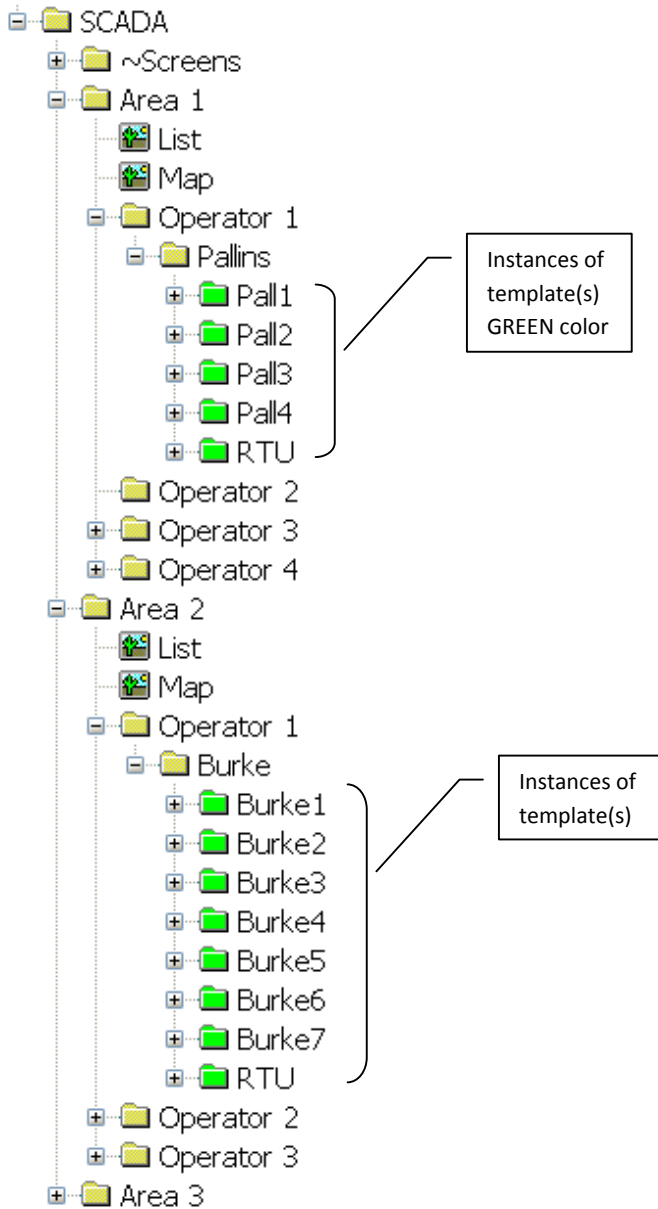 SCADA
~Screens
Area 1
List
Map
Operator 1
Pallins
Pall1
Pall2
Pall3
Pall4
RTU
Instances of
template(s)
GREEN color
Operator 2
Operator 3
Operator 4
Area 2
List
Map
Operator 1
Burke
Burke1
Burke2
Burke3
Burke4
Burke5
Burke6
Burke7
RTU
Instances of
template(s)
Operator 2
Operator 3
Area 3